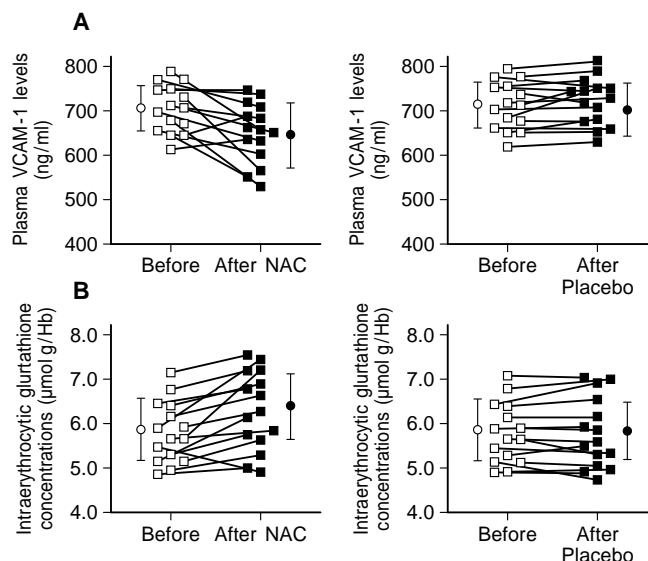 A
Plasma VCAM-1 levels
(ng/ml)
800
700
600
500
400
Before After NAC
Plasma VCAM-1 levels
(ng/ml)
800
700
600
500
400
Before After
Placebo
B
Intraerythrocytic glurtathione
concentrations (μmol g/Hb)
8.0
7.0
6.0
5.0
4.0
Before After NAC
Intraerythrocytic glurtathione
concentrations (μmol g/Hb)
8.0
7.0
6.0
5.0
4.0
Before After
Placebo